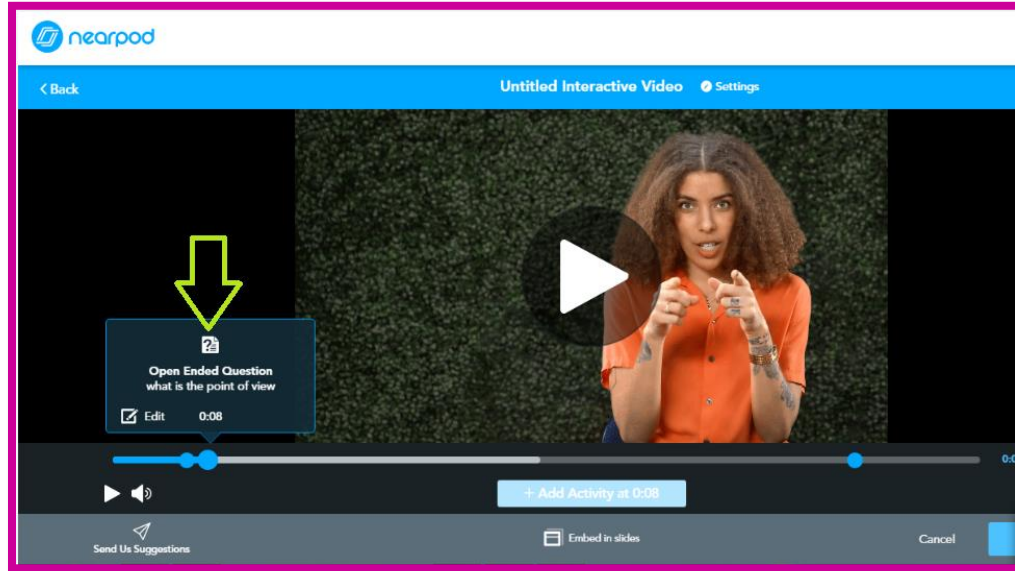 nearpod
Back
Untitled Interactive Video Settings
Open Ended Question
what is the point of view
Edit 0:08
+ Add Activity at 0:08
Send Us Suggestions
Embed in slides
Cancel